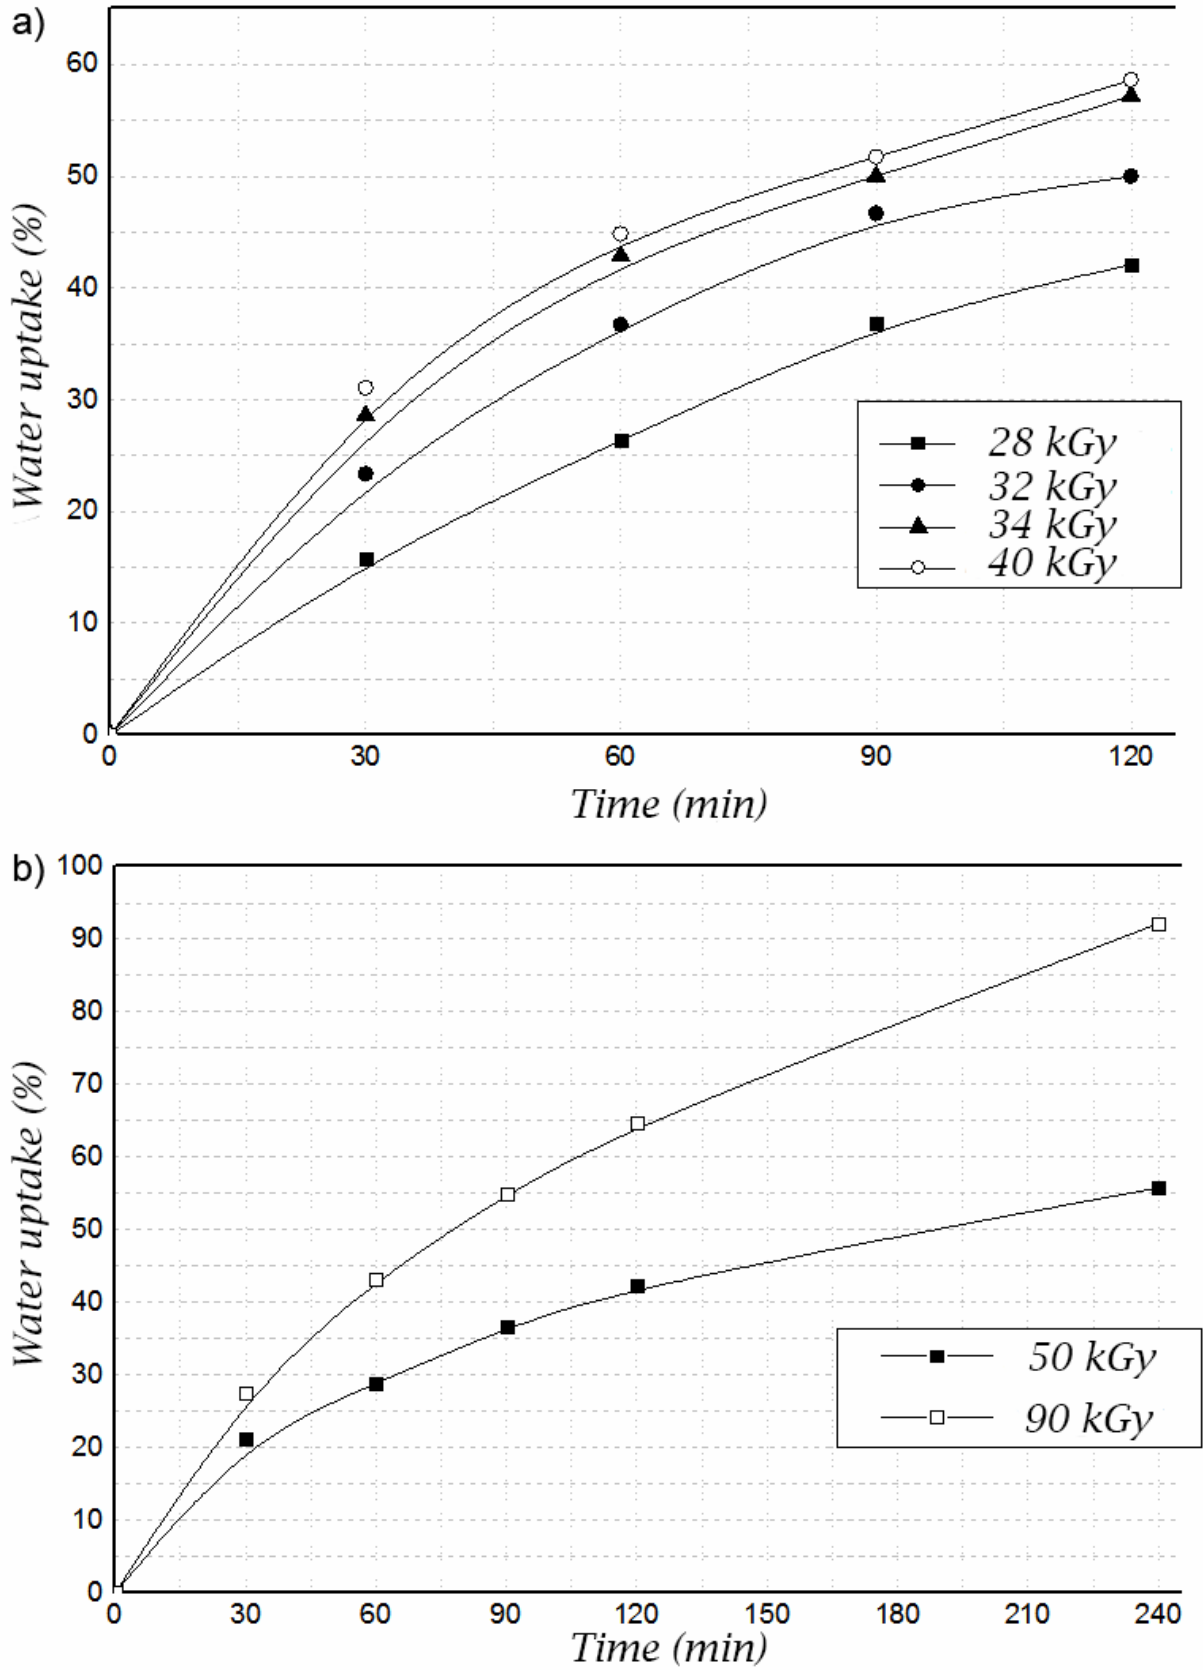 a)
60
50
40
30
20
10
0
Water uptake (%)
28 kGy
32 kGy
34 kGy
40 kGy
0 30 60 90 120
Time (min)
b)
100
90
80
70
60
50
40
30
20
10
0
Water uptake (%)
50 kGy
90 kGy
0 30 60 90 120 150 180 210 240
Time (min)